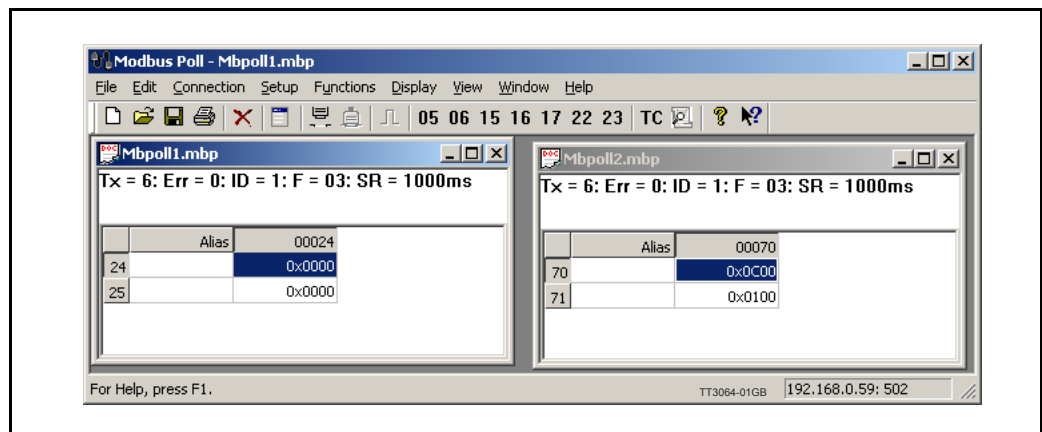 Modbus Poll - Mbpoll1.mbp
File Edit Connection Setup Functions Display View Window Help
05 06 15 16 17 22 23 TC
DOC Mbpoll1.mbp
Tx = 6: Err = 0: ID = 1: F = 03: SR = 1000ms
Alias 00024
24 0x0000
25 0x0000
DOC Mbpoll2.mbp
Tx = 6: Err = 0: ID = 1: F = 03: SR = 1000ms
Alias 00070
70 0x0C00
71 0x0100
For Help, press F1.
TT3064-01GB
192.168.0.59: 502